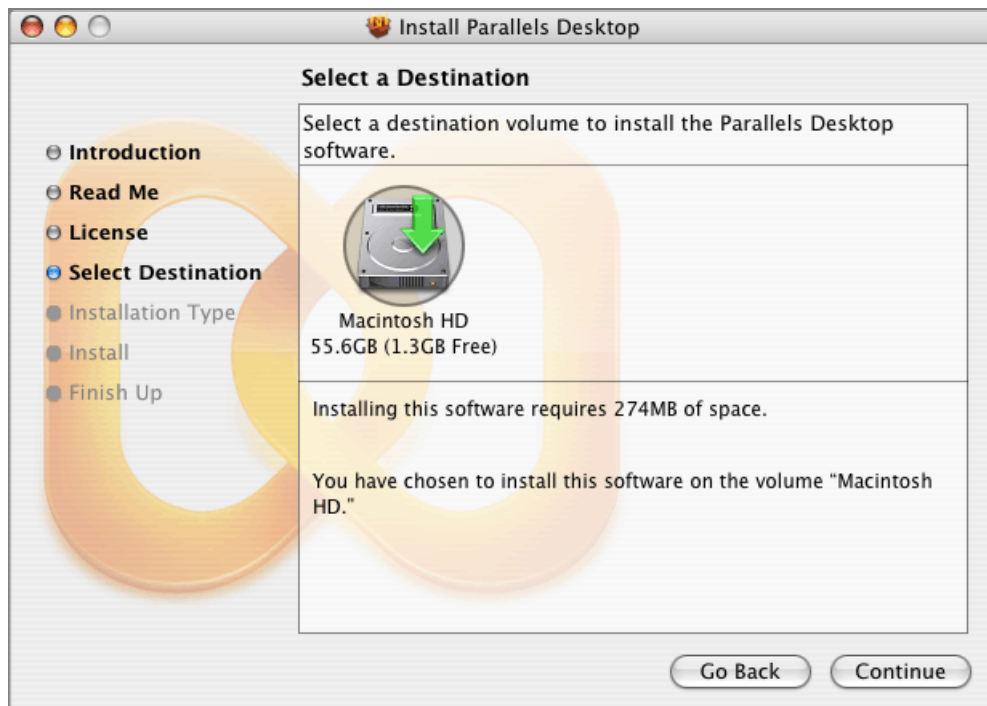 Install Parallels Desktop
Select a Destination
Introduction
Read Me
License
Select Destination
Installation Type
Install
Finish Up
Select a destination volume to install the Parallels Desktop
software.
Macintosh HD
55.6GB (1.3GB Free)
Installing this software requires 274MB of space.
You have chosen to install this software on the volume “Macintosh
HD.”
Go Back
Continue